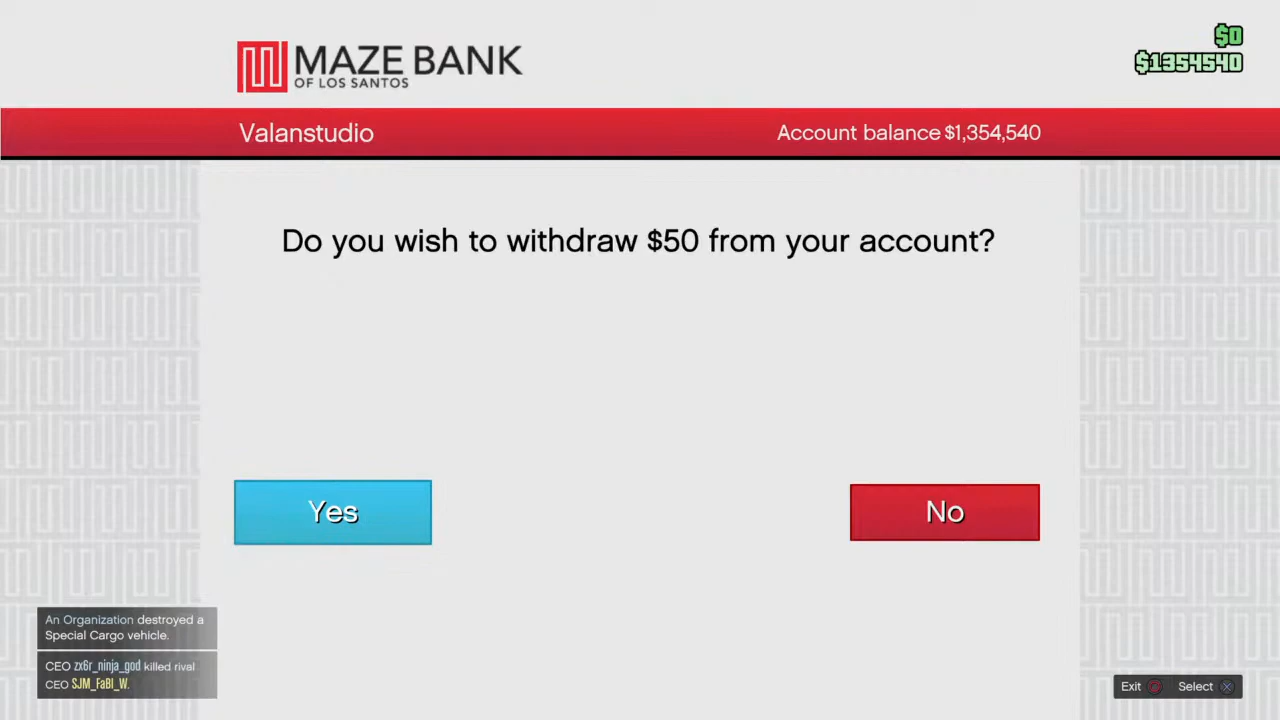 MAZE BANK
OF LOS SANTOS
$0
$1354540
Valanstudio
Account balance $1,354,540
Do you wish to withdraw $50 from your account?
Yes
No
An Organization destroyed a
Special Cargo vehicle.
CEO zx6r_ninja_god killed rival
CEO SJM_FaBI_W.
Exit
Select